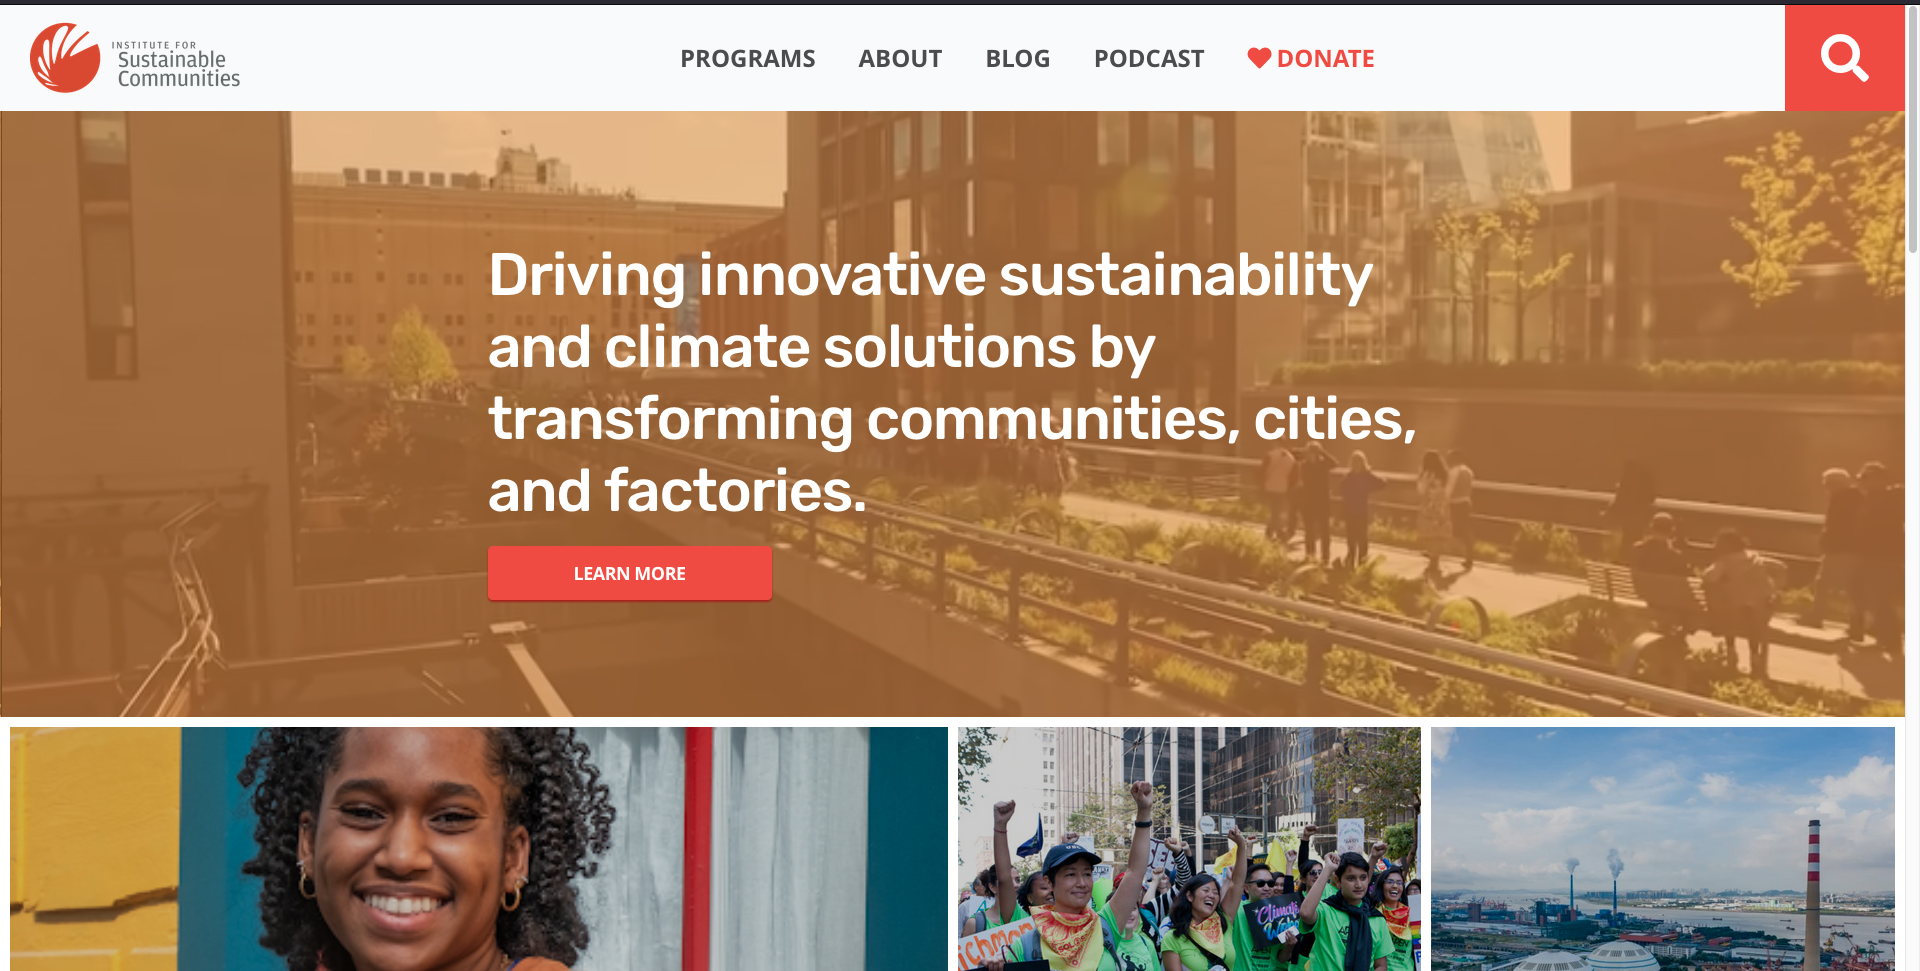 INSTITUTE FOR
Sustainable
Communities
PROGRAMS ABOUT BLOG PODCAST DONATE
Driving innovative sustainability
and climate solutions by
transforming communities, cities,
and factories.
LEARN MORE
Climate